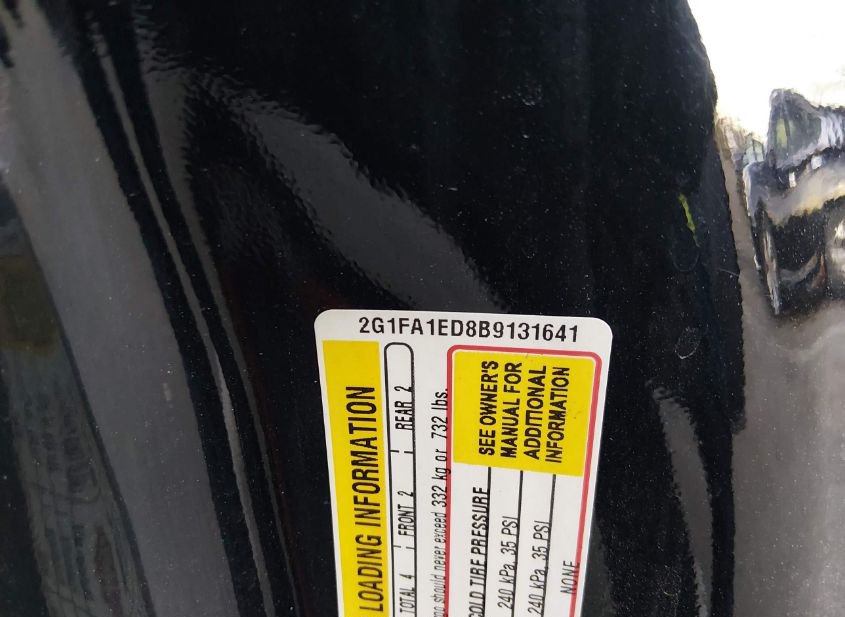 2G1FA1ED8B9131641
LOADING INFORMATION
TOTAL 4 : FRONT 2 : REAR 2
should never exceed 332 kg or 732 lbs.
SEE OWNER'S
MANUAL FOR
ADDITIONAL
INFORMATION
COLD TIRE PRESSURE
240 kPa, 35 PSI
240 kPa, 35 PSI
NONE